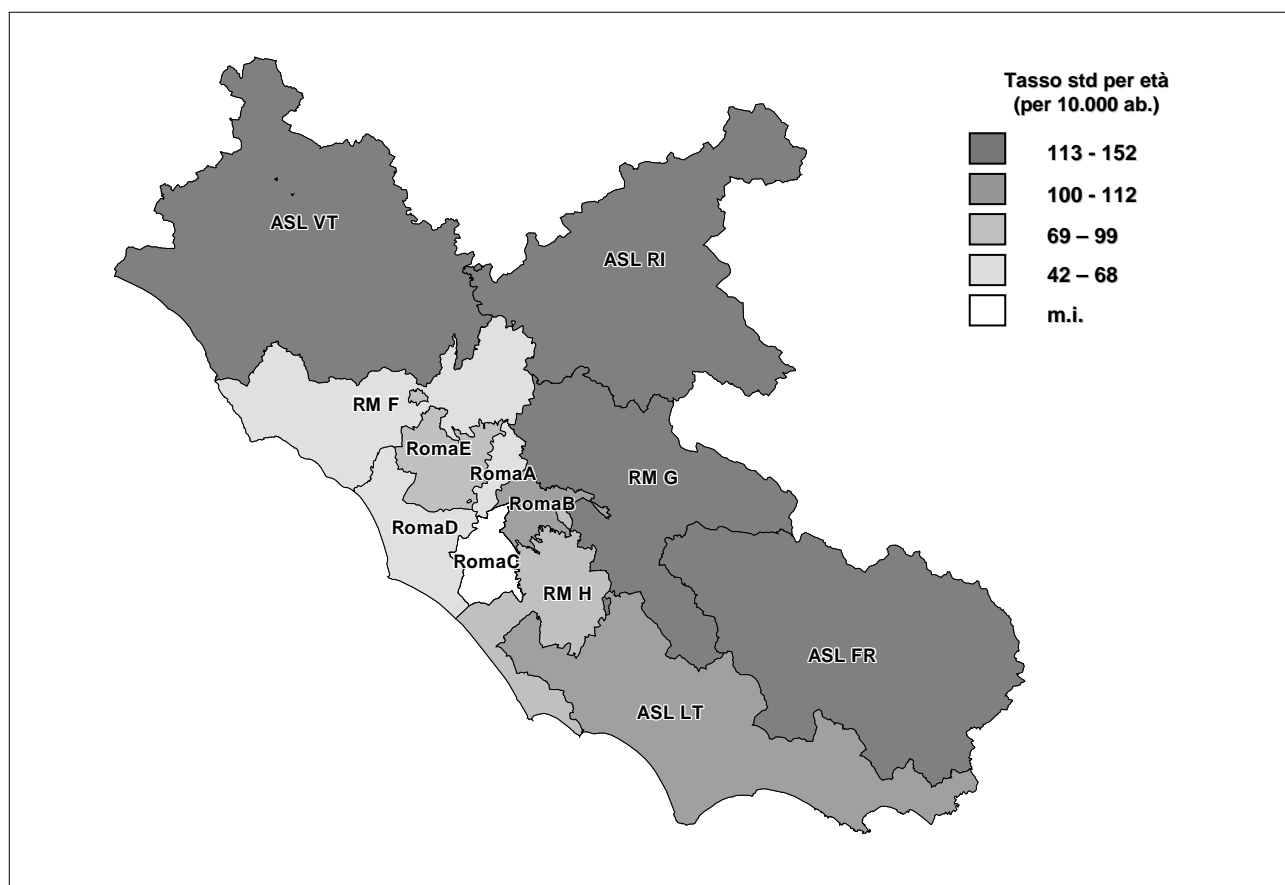 Tasso std per età
(per 10.000 ab.)
113 - 152
100 - 112
69 – 99
42 – 68
m.i.
ASL VT
ASL RI
RM F
RomaE
RomaA
RM G
RomaB
RomaD
RomaC
RM H
ASL FR
ASL LT